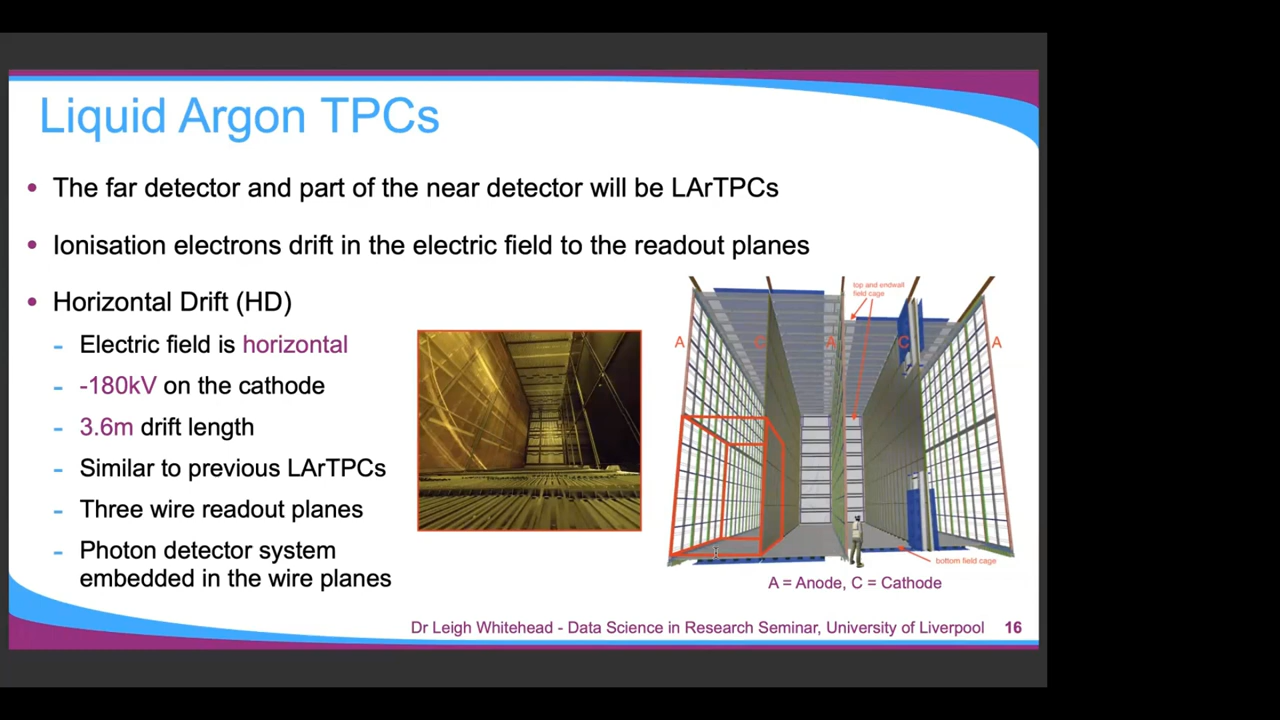 Liquid Argon TPCs
• The far detector and part of the near detector will be LArTPCs
• Ionisation electrons drift in the electric field to the readout planes
• Horizontal Drift (HD)
- Electric field is horizontal
- -180kV on the cathode
- 3.6m drift length
- Similar to previous LArTPCs
- Three wire readout planes
- Photon detector system
embedded in the wire planes
top and endwall
field cage
A C A C A
bottom field cage
A = Anode, C = Cathode
Dr Leigh Whitehead - Data Science in Research Seminar, University of Liverpool 16